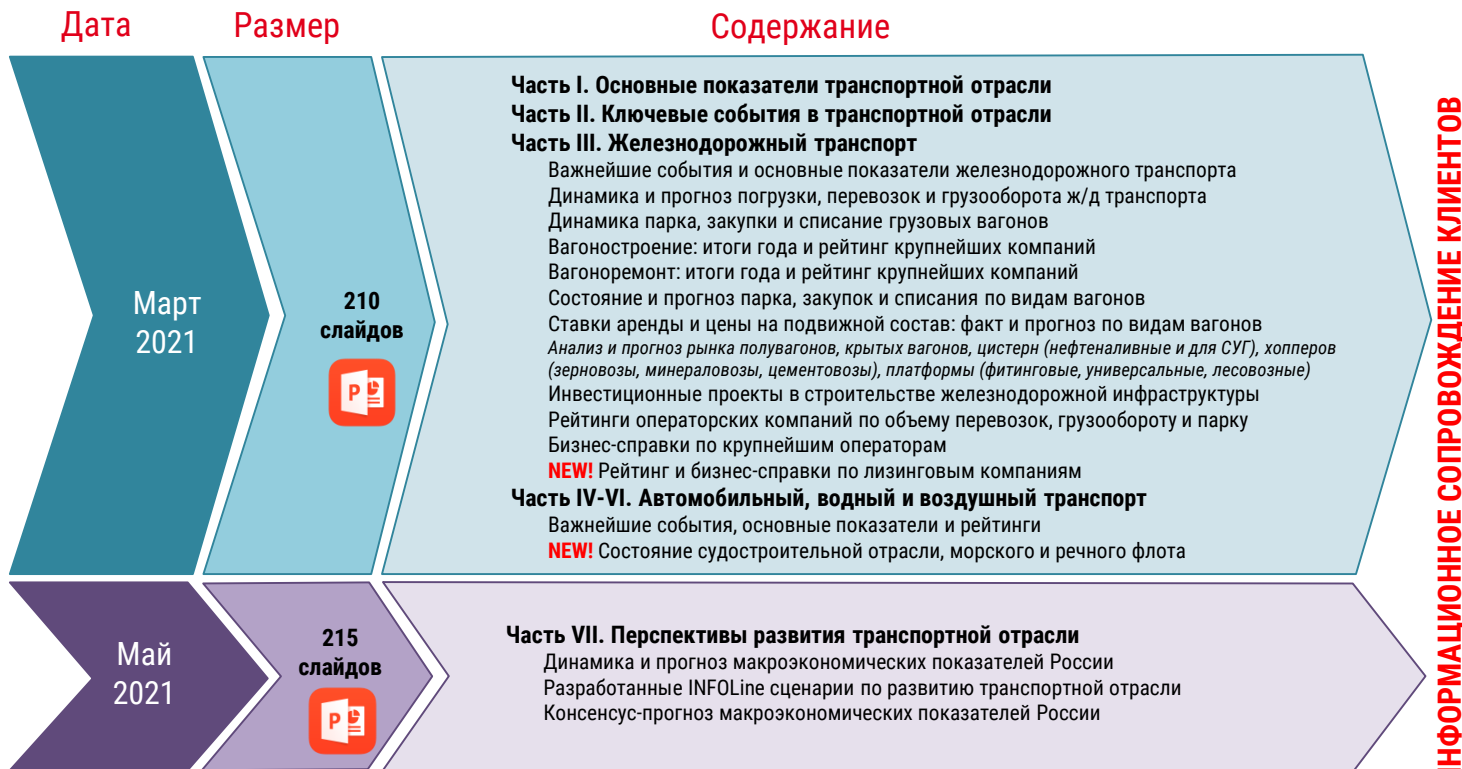 Дата
Размер
Содержание
Март
2021
210
слайдов
Часть I. Основные показатели транспортной отрасли
Часть II. Ключевые события в транспортной отрасли
Часть III. Железнодорожный транспорт
Важнейшие события и основные показатели железнодорожного транспорта
Динамика и прогноз погрузки, перевозок и грузооборота ж/д транспорта
Динамика парка, закупки и списание грузовых вагонов
Вагоностроение: итоги года и рейтинг крупнейших компаний
Вагоноремонт: итоги года и рейтинг крупнейших компаний
Состояние и прогноз парка, закупок и списания по видам вагонов
Ставки аренды и цены на подвижной состав: факт и прогноз по видам вагонов
Анализ и прогноз рынка полувагонов, крытых вагонов, цистерн (нефтеналивные и для СУГ), хопперов
(зерновозы, минераловозы, цементовозы), платформы (фитинговые, универсальные, лесовозные)
Инвестиционные проекты в строительстве железнодорожной инфраструктуры
Рейтинги операторских компаний по объему перевозок, грузообороту и парку
Бизнес-справки по крупнейшим операторам
NEW! Рейтинг и бизнес-справки по лизинговым компаниям
Часть IV-VI. Автомобильный, водный и воздушный транспорт
Важнейшие события, основные показатели и рейтинги
NEW! Состояние судостроительной отрасли, морского и речного флота
Май
2021
215
слайдов
Часть VII. Перспективы развития транспортной отрасли
Динамика и прогноз макроэкономических показателей России
Разработанные INFOLine сценарии по развитию транспортной отрасли
Консенсус-прогноз макроэкономических показателей России
НФОРМАЦИОННОЕ СОПРОВОЖДЕНИЕ КЛИЕНТОВ
P
P